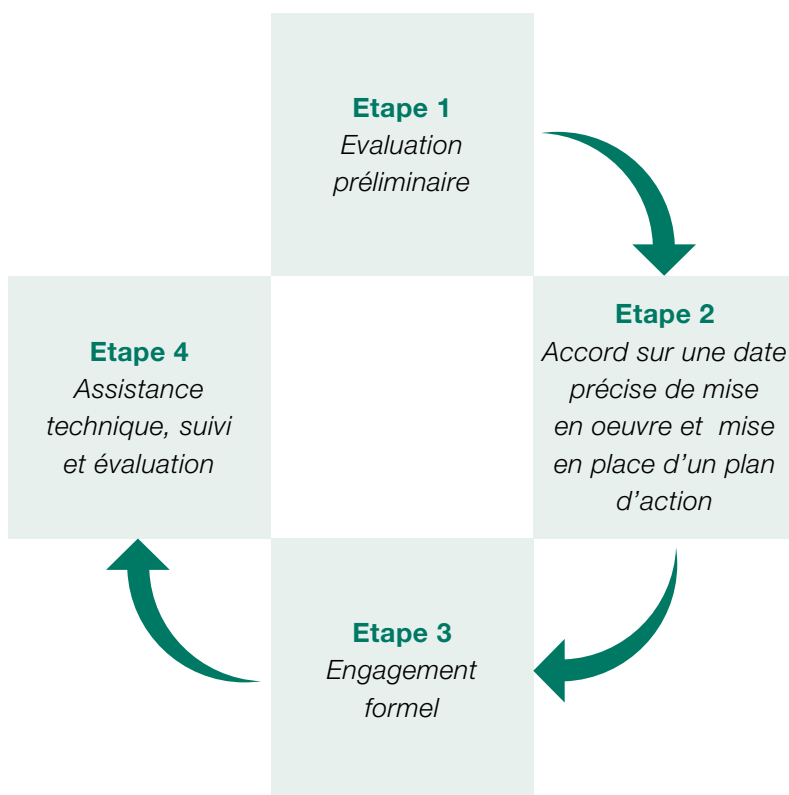 Etape 1
Evaluation
préliminaire
Etape 2
Accord sur une date
précise de mise
en oeuvre et  mise
en place d’un plan
d’action
Etape 3
Engagement
formel
Etape 4
Assistance
technique, suivi
et évaluation